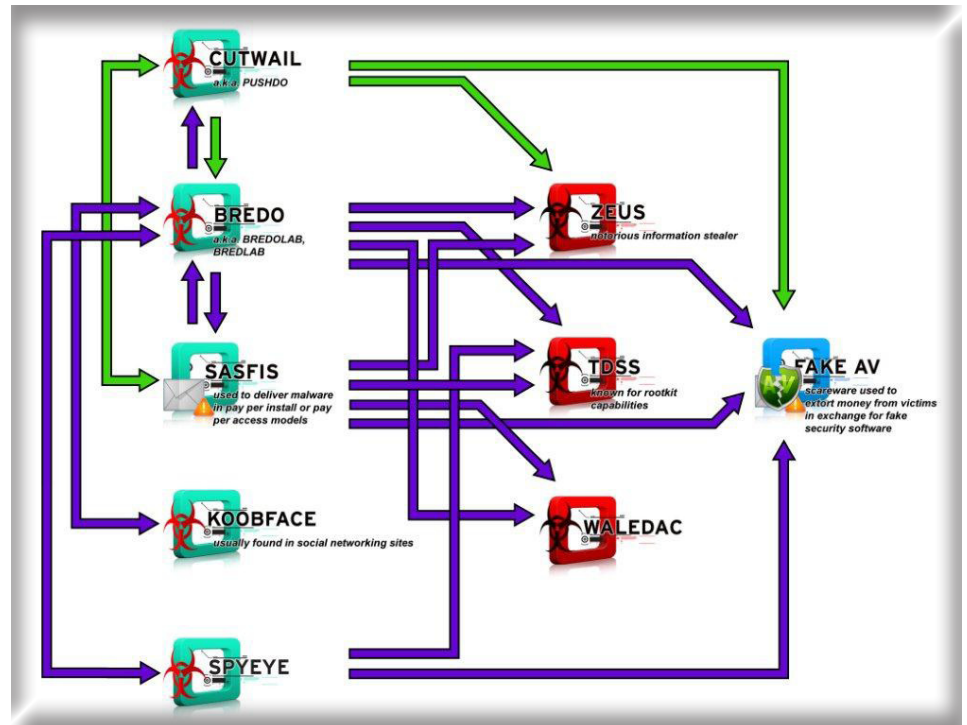 CUTWAIL
a.k.a. PUSHDO
BREDO
a.k.a. BREDOLAB,
BREDLAB
ZEUS
notorious information stealer
SASFIS
used to deliver malware
in pay per install or pay
per access models
TDSS
known for rootkit
capabilities
FAKE AV
scareware used to
extort money from victims
in exchange for fake
security software
KOOBFACE
usually found in social networking sites
WALEDAC
SPYEYE